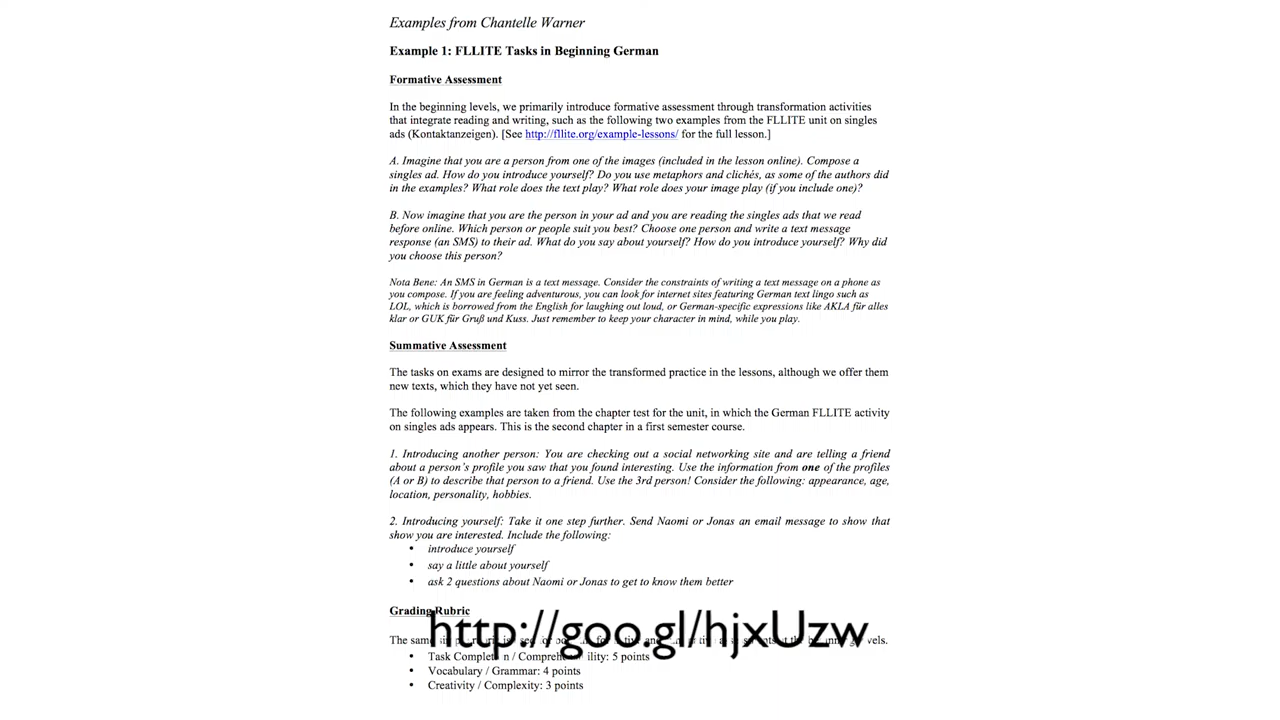 Examples from Chantelle Warner
Example 1: FLLITE Tasks in Beginning German
Formative Assessment
In the beginning levels, we primarily introduce formative assessment through transformation activities
that integrate reading and writing, such as the following two examples from the FLLITE unit on singles
ads (Kontaktanzeigen). [See http://fllite.org/example-lessons/ for the full lesson.]
A. Imagine that you are a person from one of the images (included in the lesson online). Compose a
singles ad. How do you introduce yourself? Do you use metaphors and clichés, as some of the authors did
in the examples? What role does the text play? What role does your image play (if you include one)?
B. Now imagine that you are the person in your ad and you are reading the singles ads that we read
before online. Which person or people suit you best? Choose one person and write a text message
response (an SMS) to their ad. What do you say about yourself? How do you introduce yourself? Why did
you choose this person?
Nota Bene: An SMS in German is a text message. Consider the constraints of writing a text message on a phone as
you compose. If you are feeling adventurous, you can look for internet sites featuring German text lingo such as
LOL, which is borrowed from the English for laughing out loud, or German-specific expressions like AKLA für alles
klar or GUK für Gruß und Kuss. Just remember to keep your character in mind, while you play.
Summative Assessment
The tasks on exams are designed to mirror the transformed practice in the lessons, although we offer them
new texts, which they have not yet seen.
The following examples are taken from the chapter test for the unit, in which the German FLLITE activity
on singles ads appears. This is the second chapter in a first semester course.
1. Introducing another person: You are checking out a social networking site and are telling a friend
about a person's profile you saw that you found interesting. Use the information from one of the profiles
(A or B) to describe that person to a friend. Use the 3rd person! Consider the following: appearance, age,
location, personality, hobbies.
2. Introducing yourself: Take it one step further. Send Naomi or Jonas an email message to show that
show you are interested. Include the following:
• introduce yourself
• say a little about yourself
• ask 2 questions about Naomi or Jonas to get to know them better
Grading Rubric
http://goo.gl/hjxUzw
The same
• Task Completion / Comprehensibility: 5 points
• Vocabulary / Grammar: 4 points
• Creativity / Complexity: 3 points